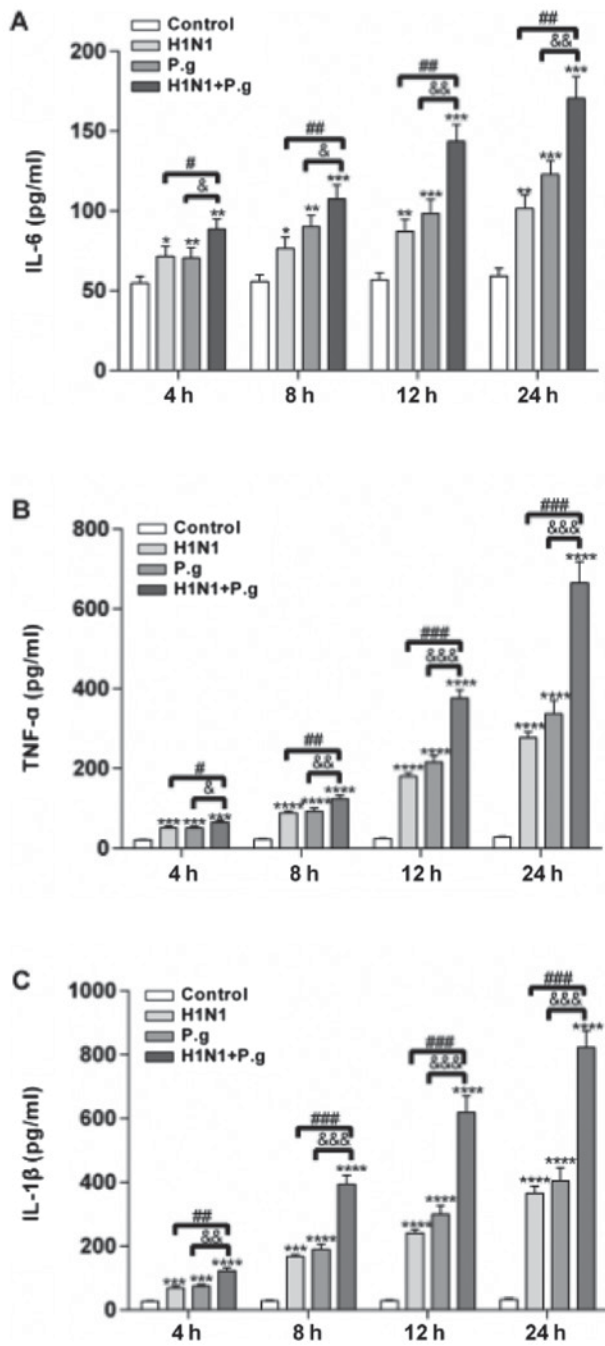 A
Control
H1N1
P.g
H1N1+P.g
IL-6 (pg/ml)
200
150
100
50
0
#
&
* ** **
##
&
* ** ***
##
&&
** *** ***
##
&&
** *** ***
4 h 8 h 12 h 24 h
B
Control
H1N1
P.g
H1N1+P.g
TNF-α (pg/ml)
800
600
400
200
0
#
&
*** *** ***
##
&&
**** **** ****
###
&&&
**** **** ****
###
&&&
**** **** ****
4 h 8 h 12 h 24 h
C
Control
H1N1
P.g
H1N1+P.g
IL-1β (pg/ml)
1000
800
600
400
200
0
##
&&
*** *** ****
###
&&&
*** **** ****
###
&&&
**** **** ****
###
&&&
**** **** ****
4 h 8 h 12 h 24 h